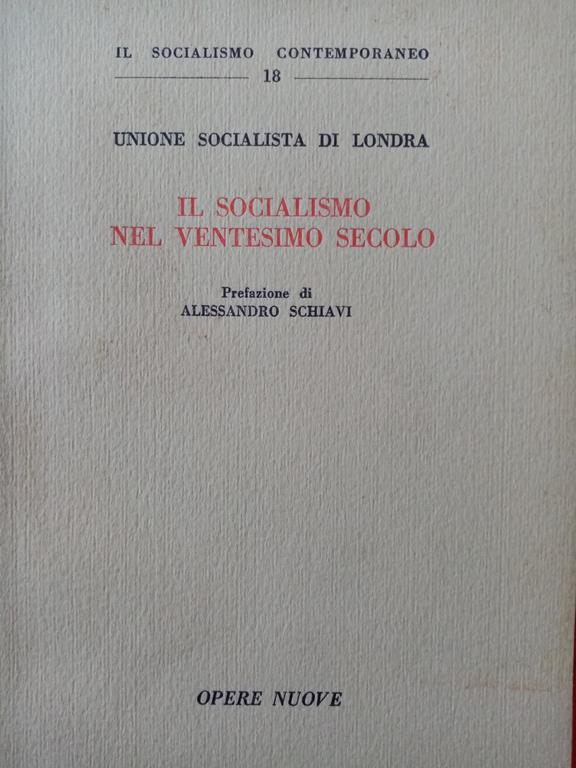 IL SOCIALISMO CONTEMPORANEO
18
UNIONE SOCIALISTA DI LONDRA
IL SOCIALISMO
NEL VENTESIMO SECOLO
Prefazione di
ALESSANDRO SCHIAVI
OPERE NUOVE